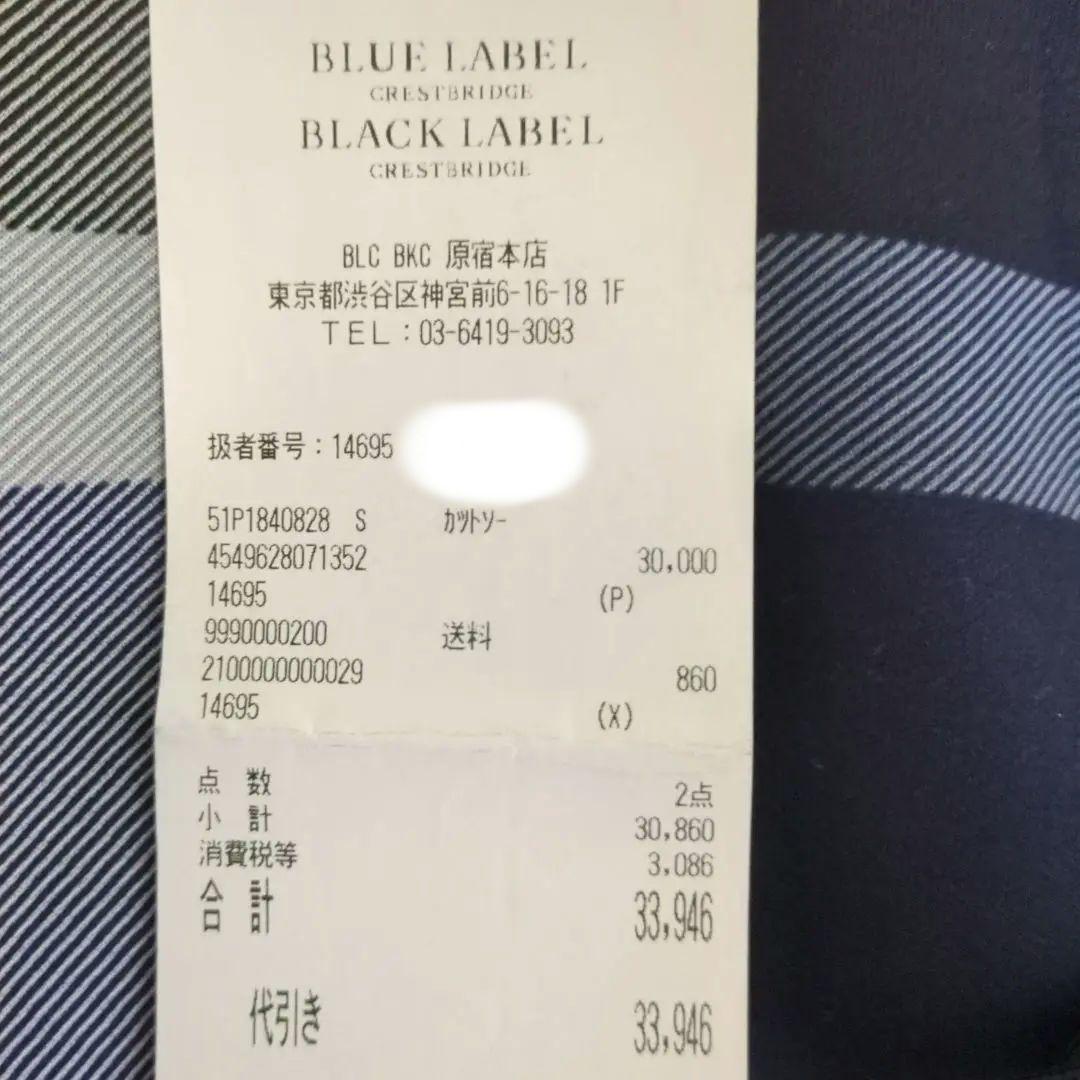 BLUE LABEL
CRESTBRIDGE
BLACK LABEL
CRESTBRIDGE
BLC BKC 原宿本店
東京都渋谷区神宮前6-16-18 1F
ＴＥＬ：03-6419-3093
扱者番号：14695
51P1840828 S ｶｯﾄｿｰ
4549628071352 30,000
14695 (P)
9990000200 送料
2100000000029 860
14695 (X)
点 数 2点
小 計 30,860
消費税等 3,086
合 計 33,946
代引き 33,946